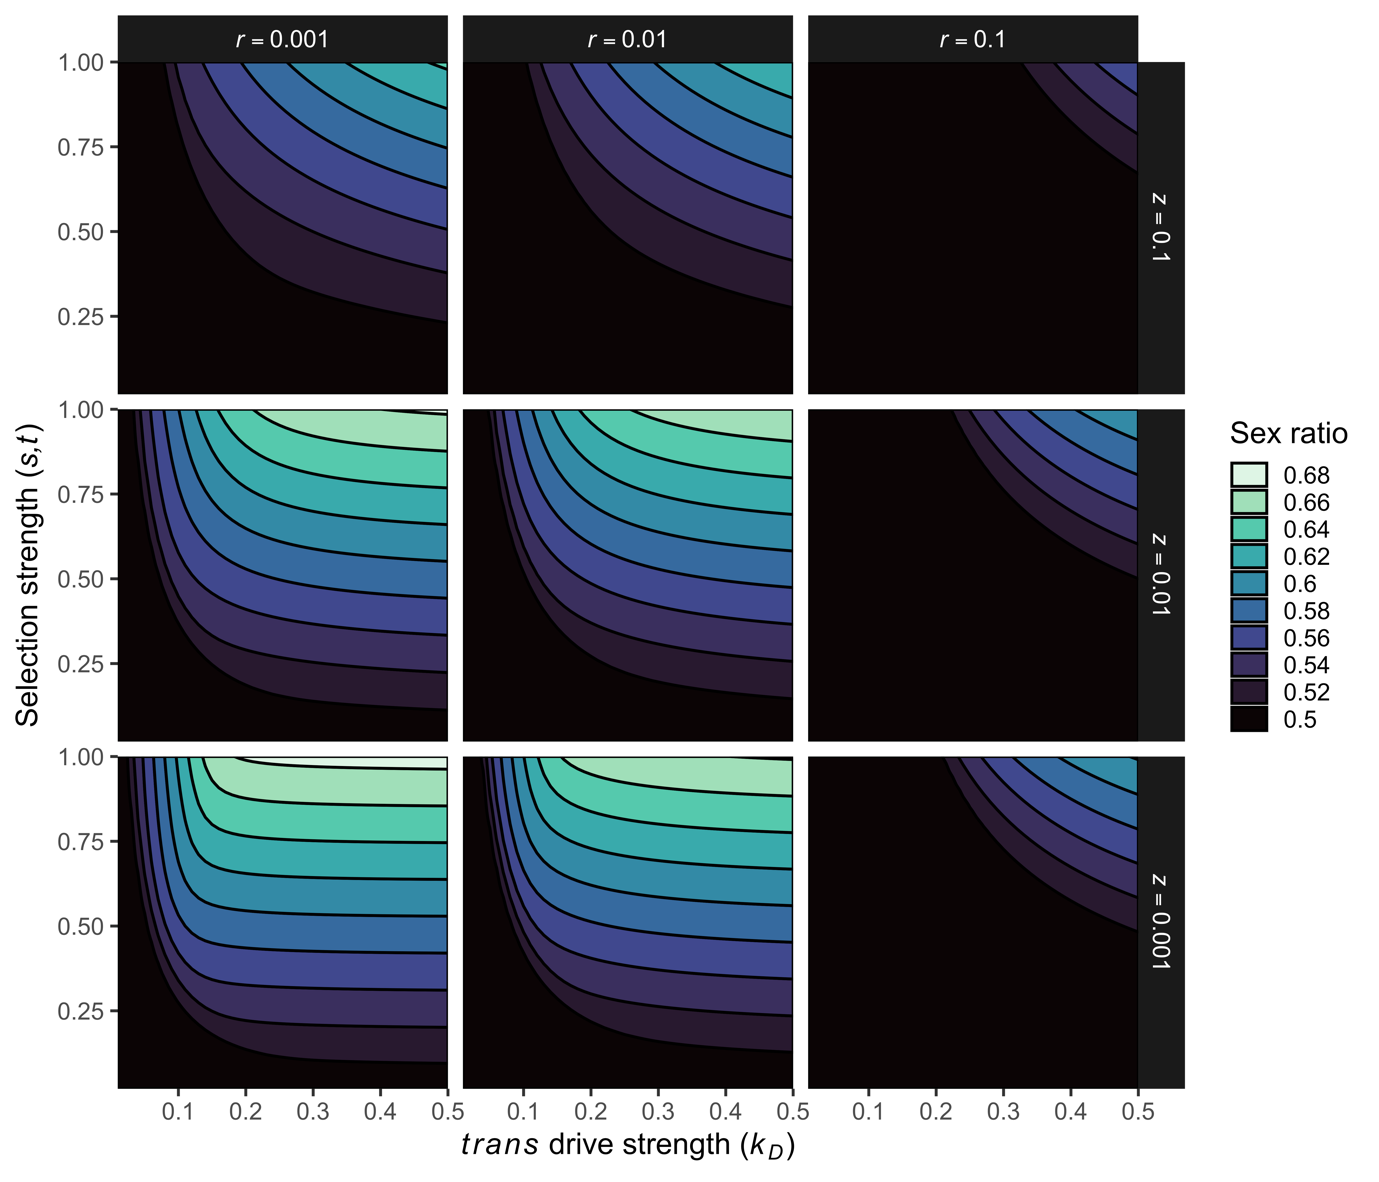 r = 0.001
r = 0.01
r = 0.1
1.00
0.75
0.50
0.25
z = 0.1
1.00
0.75
0.50
0.25
z = 0.01
1.00
0.75
0.50
0.25
z = 0.001
Selection strength (s,t)
0.1 0.2 0.3 0.4 0.5
0.1 0.2 0.3 0.4 0.5
0.1 0.2 0.3 0.4 0.5
trans drive strength (k_D)
Sex ratio
0.68
0.66
0.64
0.62
0.6
0.58
0.56
0.54
0.52
0.5